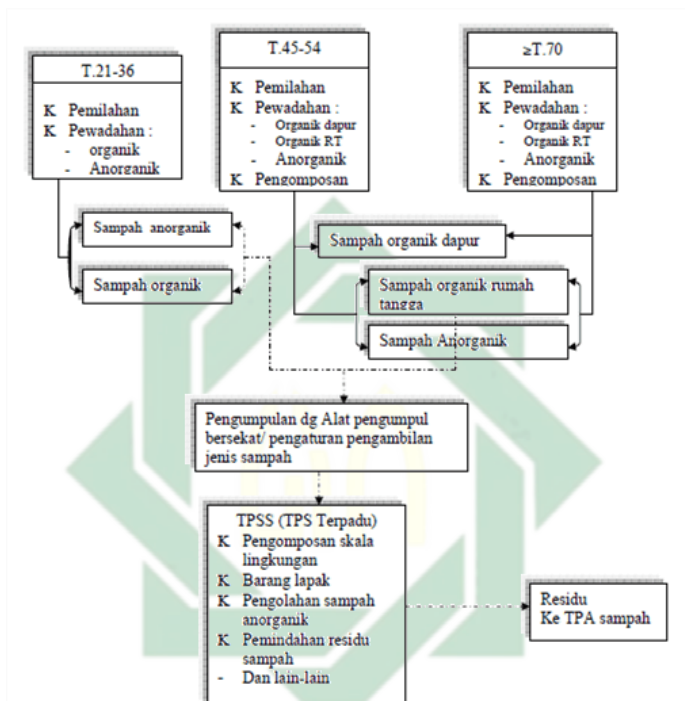 T.21-36
K Pemilahan
K Pewadahan :
- organik
- Anorganik
T.45-54
K Pemilahan
K Pewadahan :
- Organik dapur
- Organik RT
- Anorganik
K Pengomposan
≥T.70
K Pemilahan
K Pewadahan :
- Organik dapur
- Organik RT
- Anorganik
K Pengomposan
Sampah anorganik
Sampah organik
Sampah organik dapur
Sampah organik rumah
tangga
Sampah Anorganik
Pengumpulan dg Alat pengumpul
bersekat/ pengaturan pengambilan
jenis sampah
TPSS (TPS Terpadu)
K Pengomposan skala
lingkungan
K Barang lapak
K Pengolahan sampah
anorganik
K Pemindahan residu
sampah
- Dan lain-lain
Residu
Ke TPA sampah